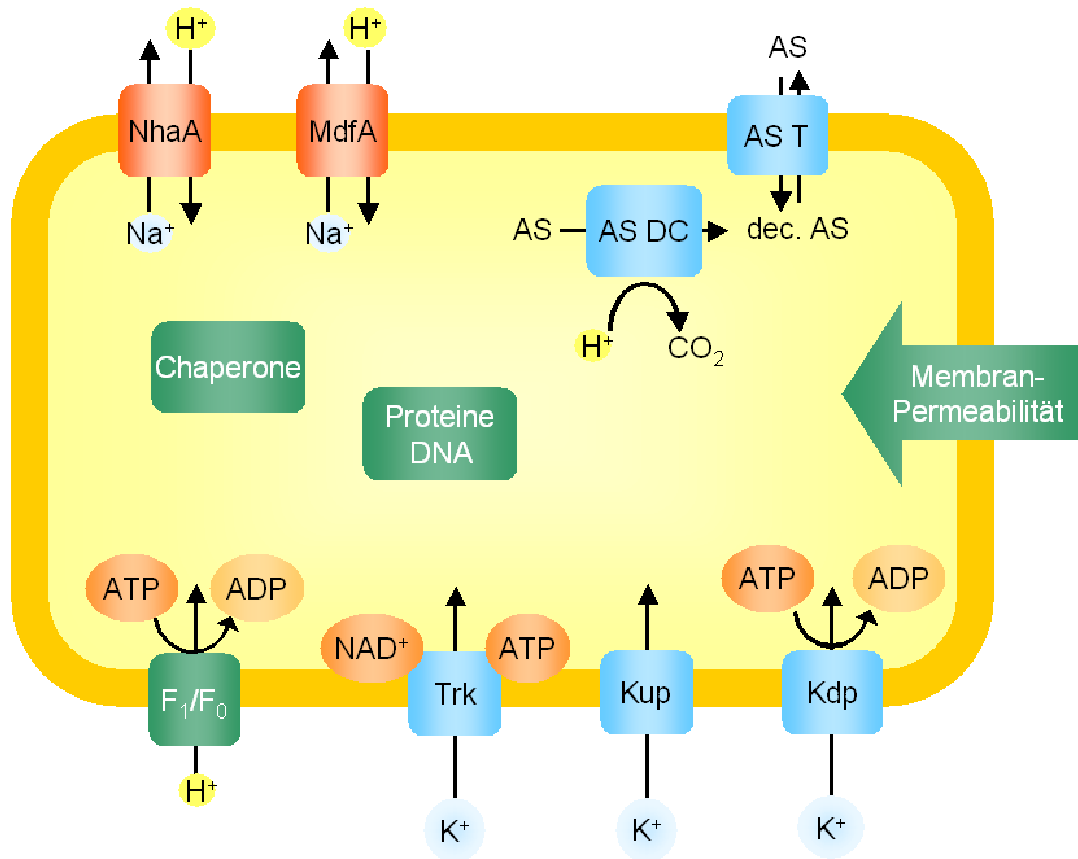 H⁺
H⁺
AS
NhaA
MdfA
AS T
Na⁺
Na⁺
AS
AS DC
dec. AS
H⁺
CO₂
Chaperone
Membran-
Permeabilität
Proteine
DNA
ATP
ADP
ATP
ADP
NAD⁺
ATP
F₁/F₀
Trk
Kup
Kdp
H⁺
K⁺
K⁺
K⁺